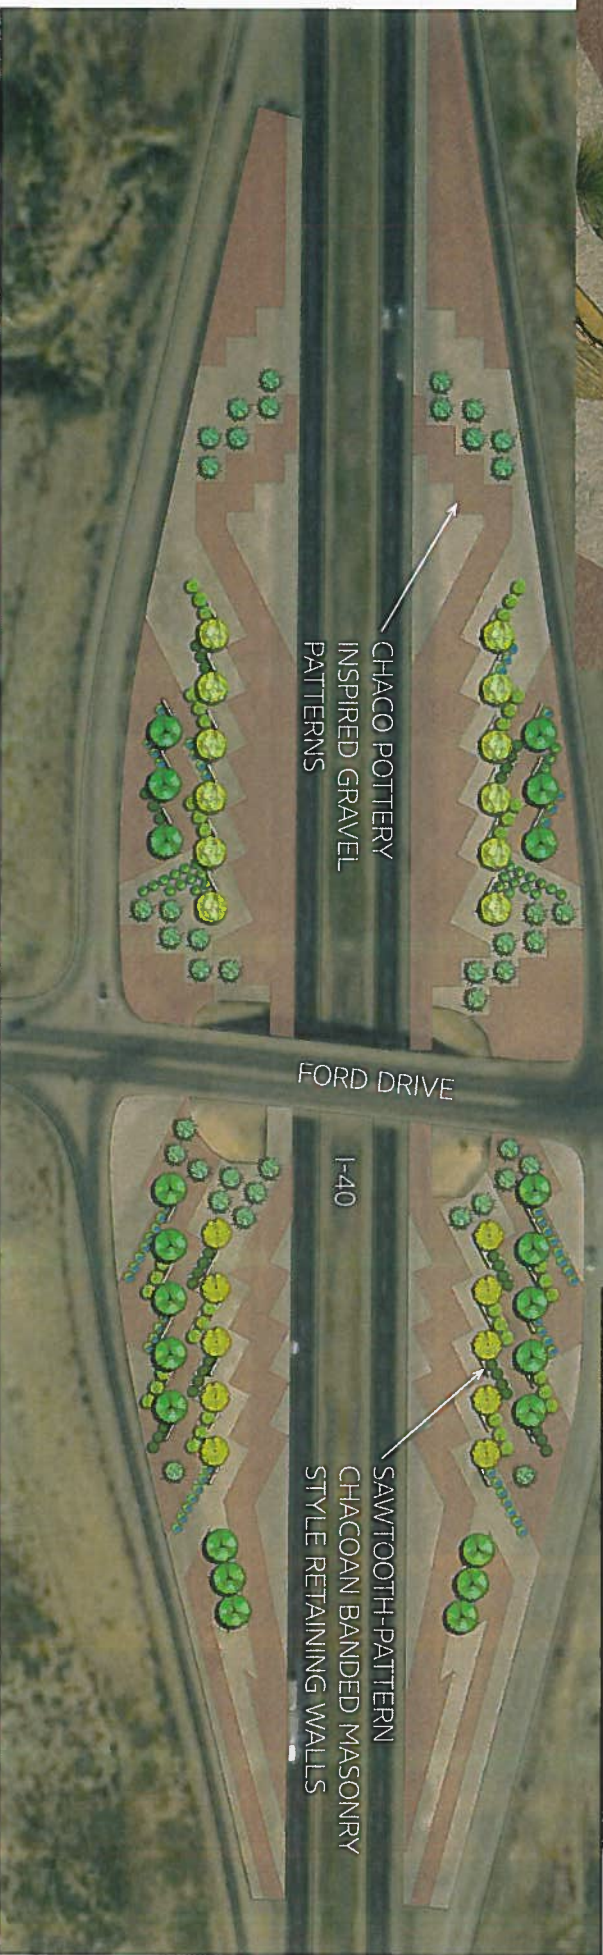 CHACO POTTERY
INSPIRED GRAVEL
PATTERNS
FORD DRIVE
I-40
SAWTOOTH-PATTERN
CHACOAN BANDED MASONRY
STYLE RETAINING WALLS